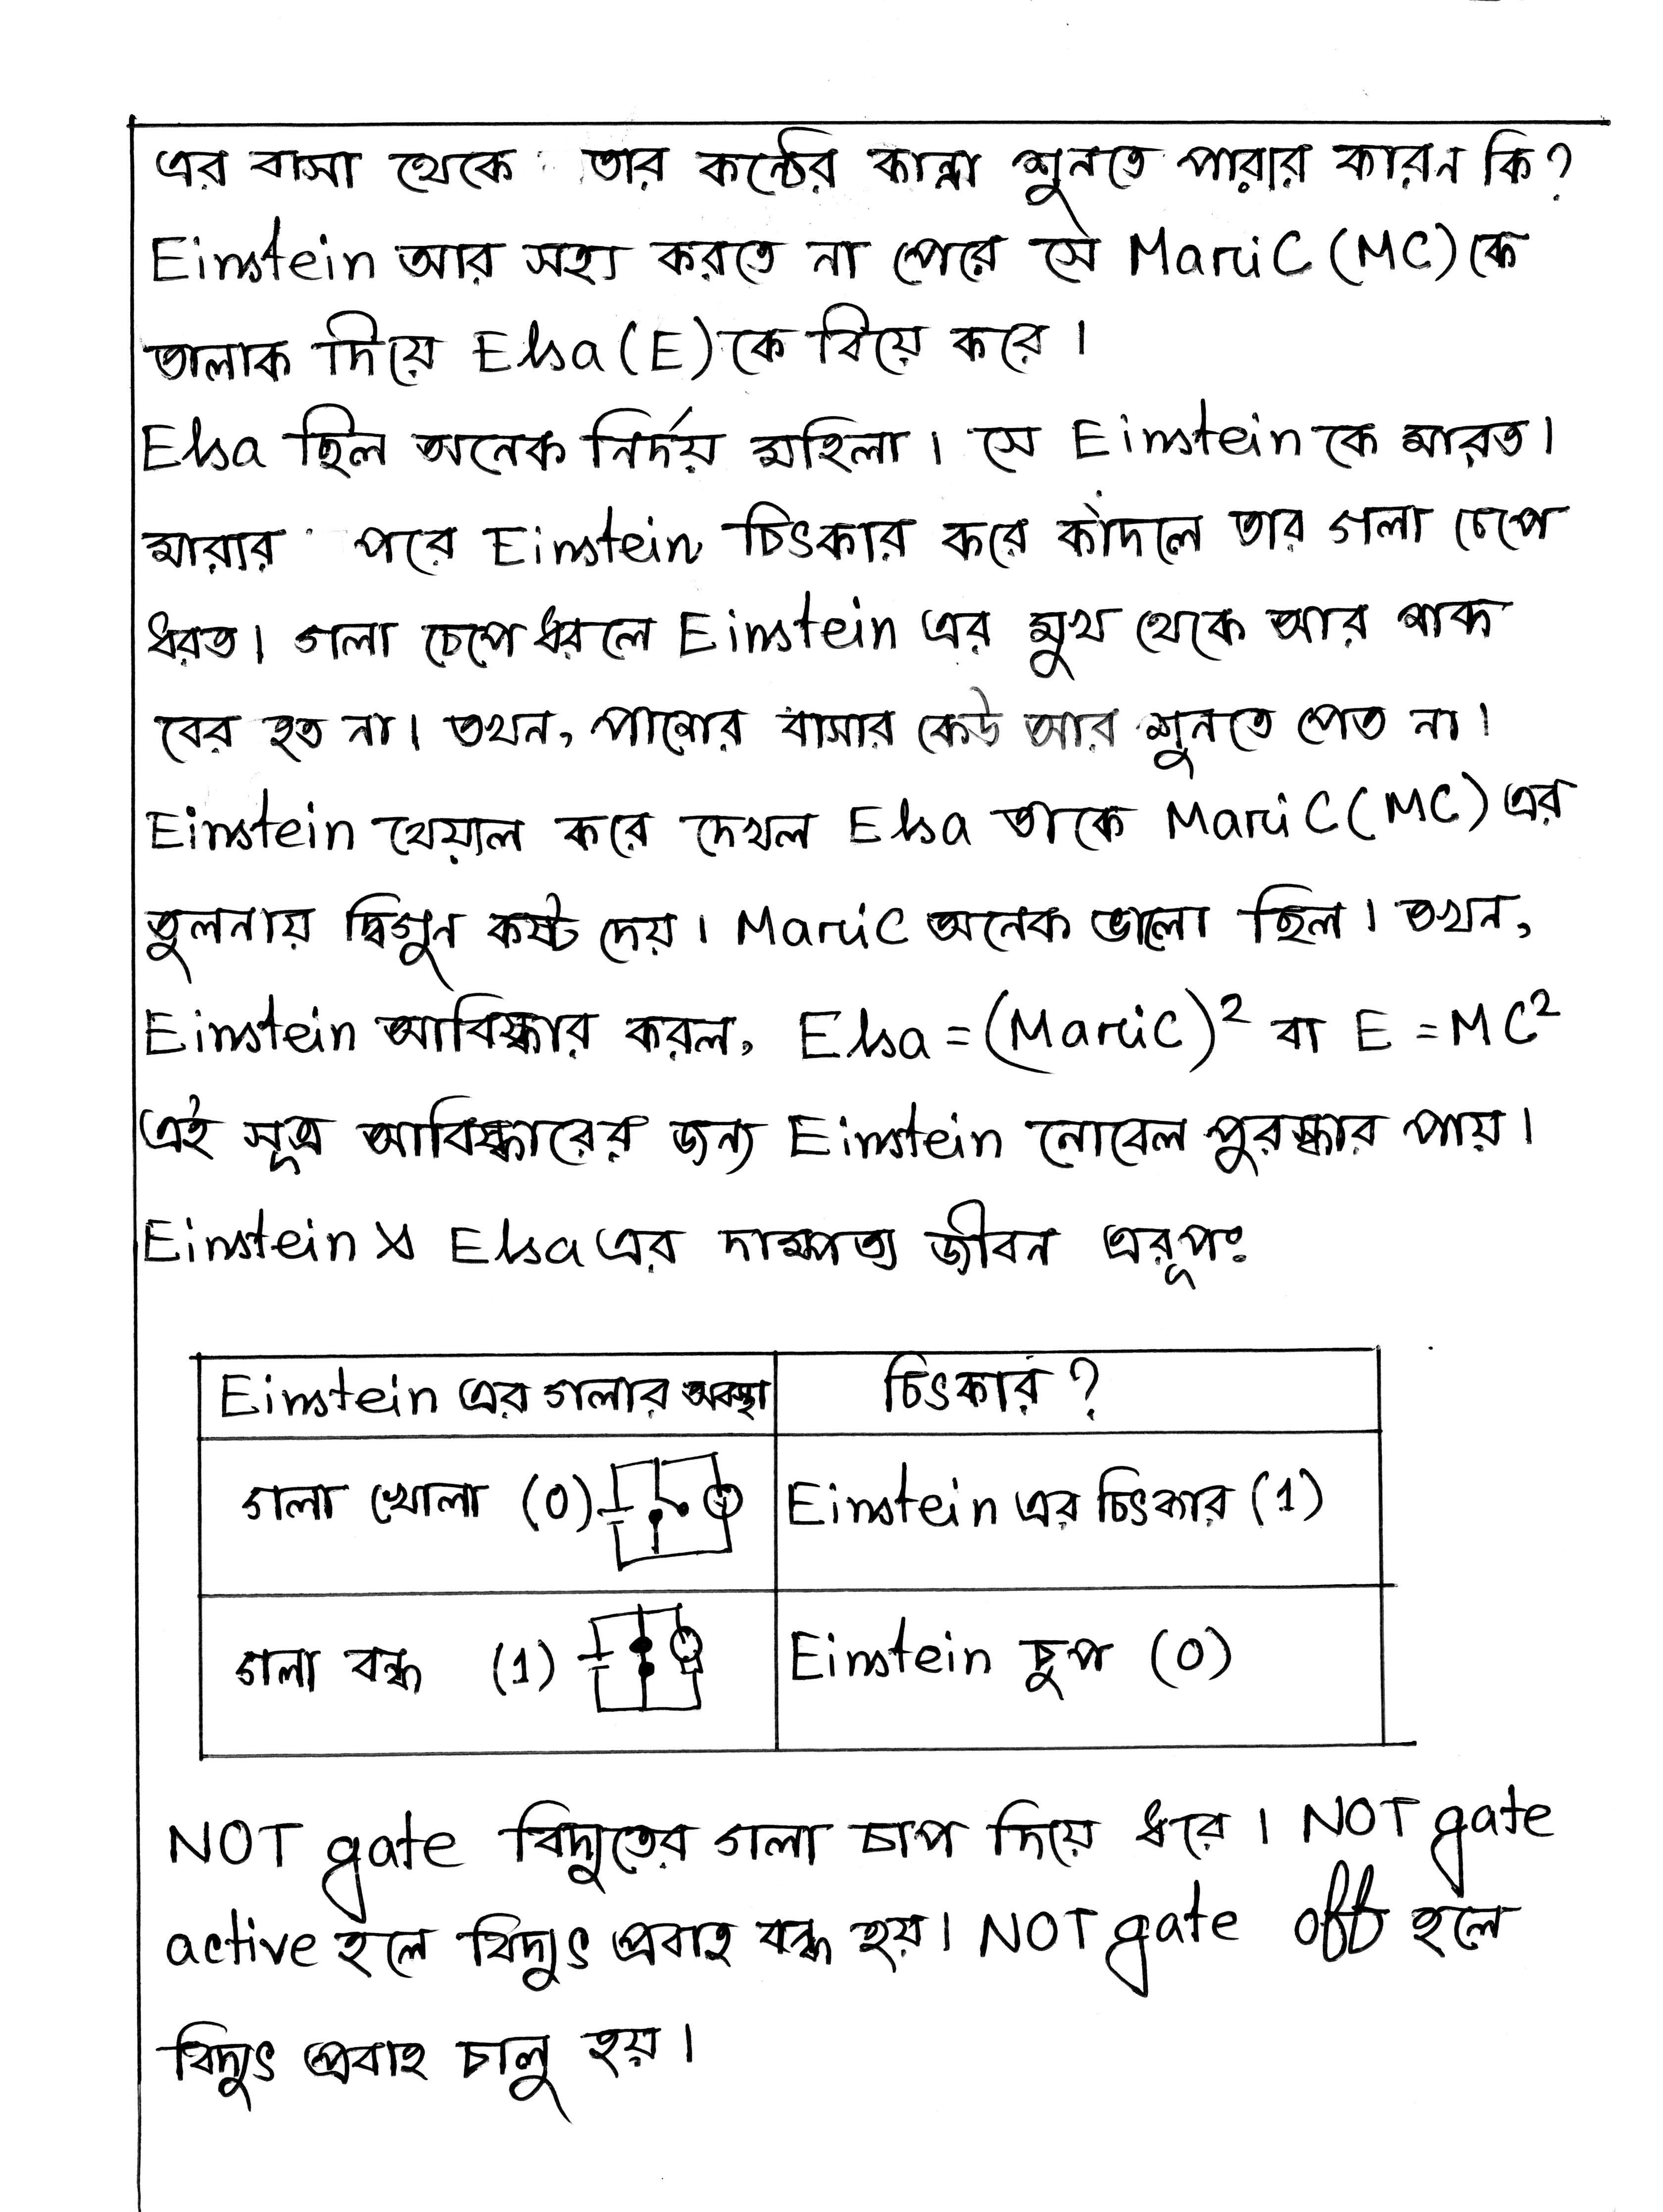 এর বাসা থেকে তার কন্ঠের কান্না শুনতে পারার কারন কি?
Einstein আর সহ্য করতে না পেরে সে Maric (MC) কে
তালাক দিয়ে Elsa (E) কে বিয়ে করে।
Elsa ছিল অনেক নির্দয় মহিলা। সে Einstein কে মারত।
মারার পরে Einstein চিৎকার করে কাঁদলে তার গলা চেপে
ধরত। গলা চেপে ধরলে Einstein এর মুখ থেকে আর শব্দ
বের হত না। তখন, পাশের বাসার কেউ আর শুনতে পেত না।
Einstein খেয়াল করে দেখল Elsa তাকে Maric (MC) এর
তুলনায় দ্বিগুন কষ্ট দেয়। Maric অনেক ভালো ছিল। তখন,
Einstein আবিস্কার করল, Elsa = (Maric)² বা E = MC²
এই সূত্র আবিস্কারের জন্য Einstein নোবেল পুরস্কার পায়।
Einstein ও Elsa এর দাম্পত্য জীবন এরূপঃ
Einstein এর গলার অবস্থা চিৎকার?
গলা খোলা (0) Einstein এর চিৎকার (1)
গলা বন্ধ (1) Einstein চুপ (0)
NOT gate বিদ্যুতের গলা চাপ দিয়ে ধরে। NOT gate
active হলে বিদ্যুৎ প্রবাহ বন্ধ হয়। NOT gate off হলে
বিদ্যুৎ প্রবাহ চালু হয়।